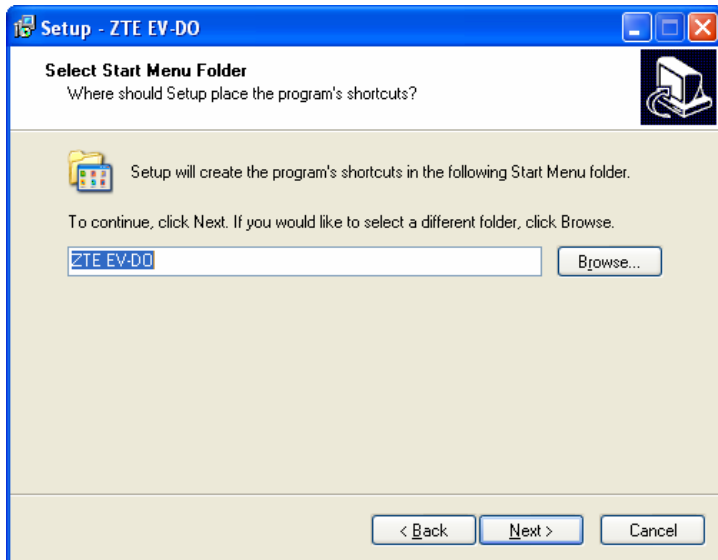 Setup - ZTE EV-DO
Select Start Menu Folder
Where should Setup place the program's shortcuts?
Setup will create the program's shortcuts in the following Start Menu folder.
To continue, click Next. If you would like to select a different folder, click Browse.
ZTE EV-DO
Browse...
< Back
Next >
Cancel